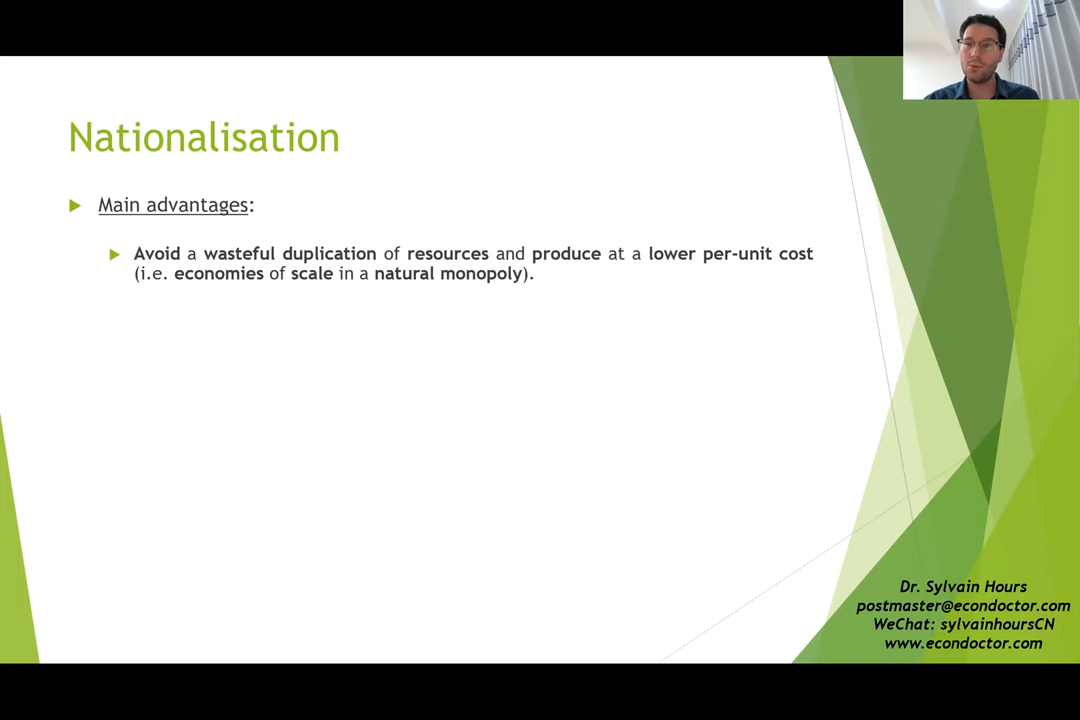 Nationalisation
Main advantages:
Avoid a wasteful duplication of resources and produce at a lower per-unit cost
(i.e. economies of scale in a natural monopoly).
Dr. Sylvain Hours
postmaster@econdoctor.com
WeChat: sylvainhoursCN
www.econdoctor.com